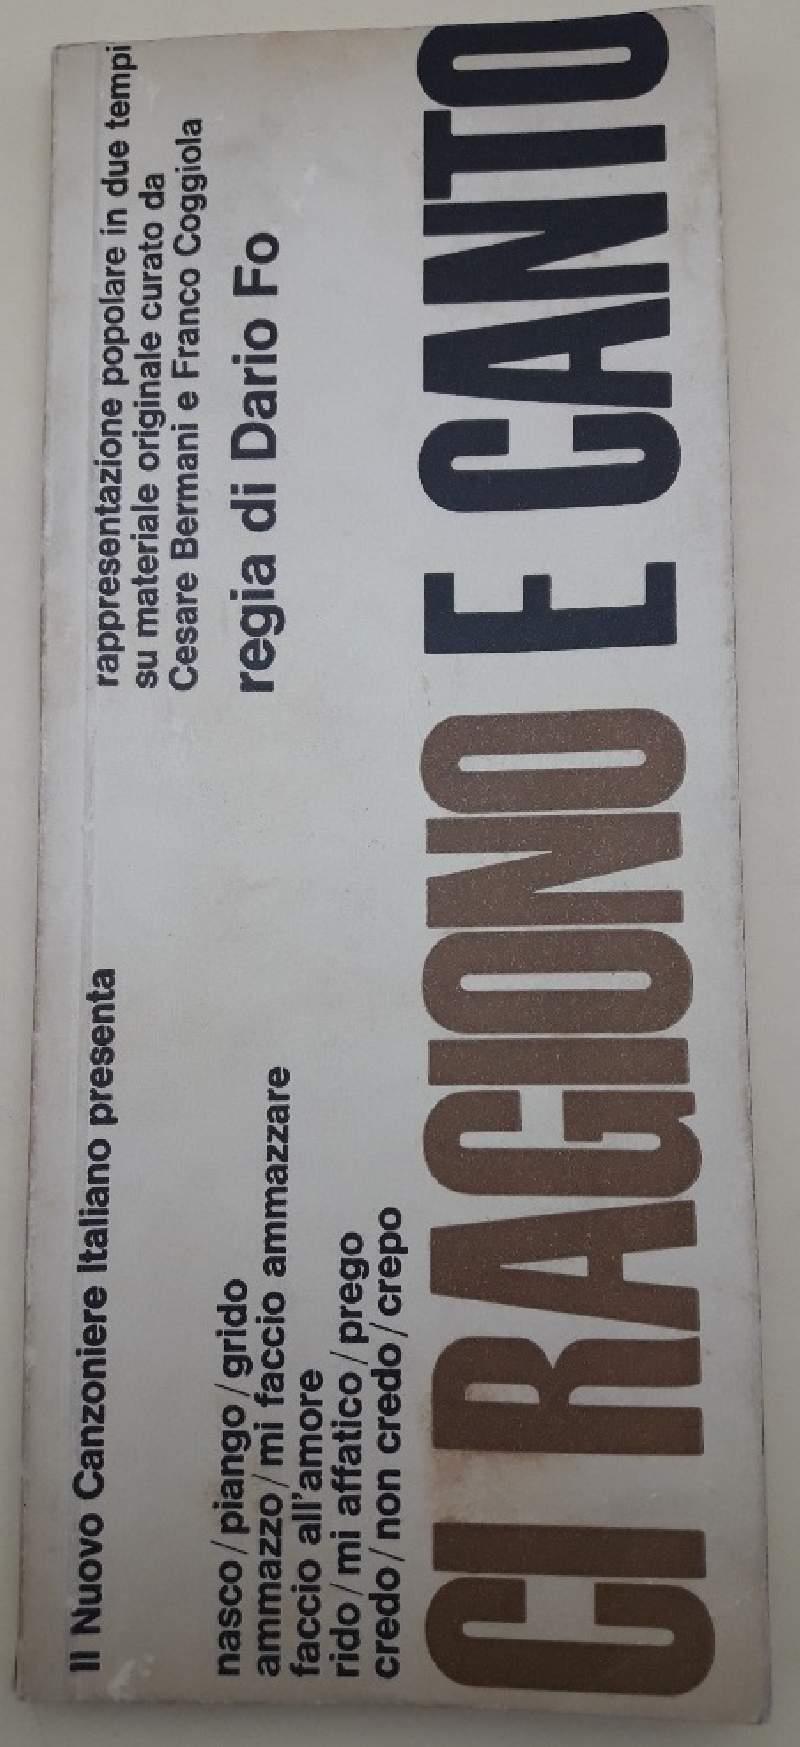 Il Nuovo Canzoniere Italiano presenta
rappresentazione popolare in due tempi
su materiale originale curato da
Cesare Bermani e Franco Coggiola
regia di Dario Fo
nasco / piango / grido
ammazzo / mi faccio ammazzare
faccio all'amore
rido / mi affatico / prego
credo / non credo / crepo
CI RAGIONO E CANTO